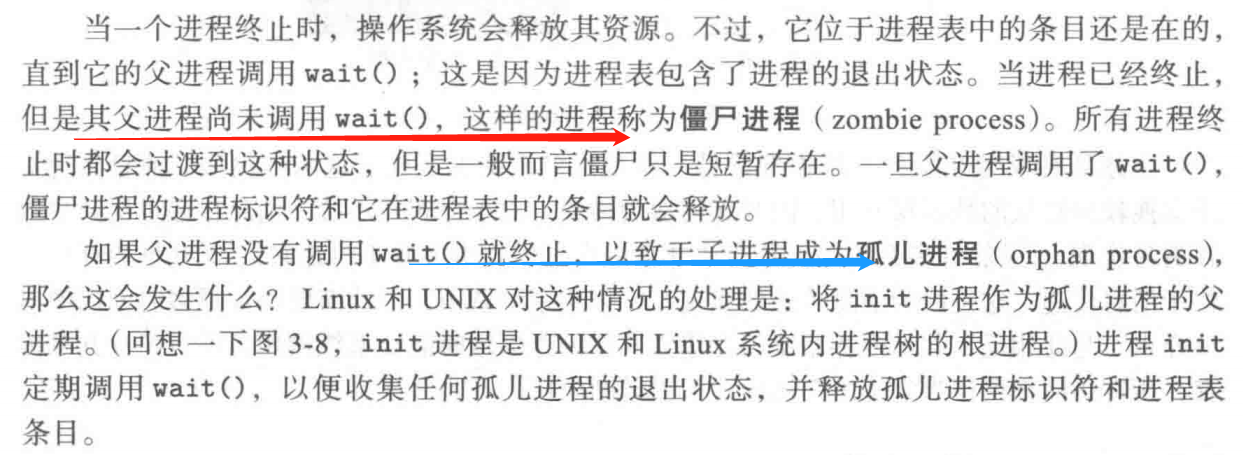 当一个进程终止时，操作系统会释放其资源。不过，它位于进程表中的条目还是在的，
直到它的父进程调用 wait()；这是因为进程表包含了进程的退出状态。当进程已经终止，
但是其父进程尚未调用 wait()，这样的进程称为僵尸进程（zombie process）。所有进程终
止时都会过渡到这种状态，但是一般而言僵尸只是短暂存在。一旦父进程调用了 wait()，
僵尸进程的进程标识符和它在进程表中的条目就会释放。
如果父进程没有调用 wait() 就终止，以致于子进程成为孤儿进程（orphan process），
那么这会发生什么？ Linux 和 UNIX 对这种情况的处理是：将 init 进程作为孤儿进程的父
进程。（回想一下图 3-8，init 进程是 UNIX 和 Linux 系统内进程树的根进程。）进程 init
定期调用 wait()，以便收集任何孤儿进程的退出状态，并释放孤儿进程标识符和进程表
条目。